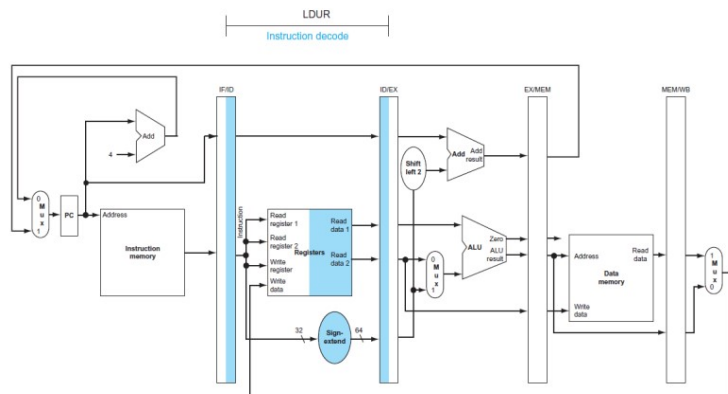 LDUR
Instruction decode
IF/ID
ID/EX
EX/MEM
MEM/WB
Add
4
Add
Add
result
Shift
left 2
0
M
u
x
1
PC
Address
Instruction
memory
Instruction
Read
register 1
Read
register 2
Write
register
Write
data
Registers
Read
data 1
Read
data 2
0
M
u
x
1
ALU
Zero
ALU
result
Address
Write
data
Read
data
Data
memory
1
M
u
x
0
32
Sign-
extend
64